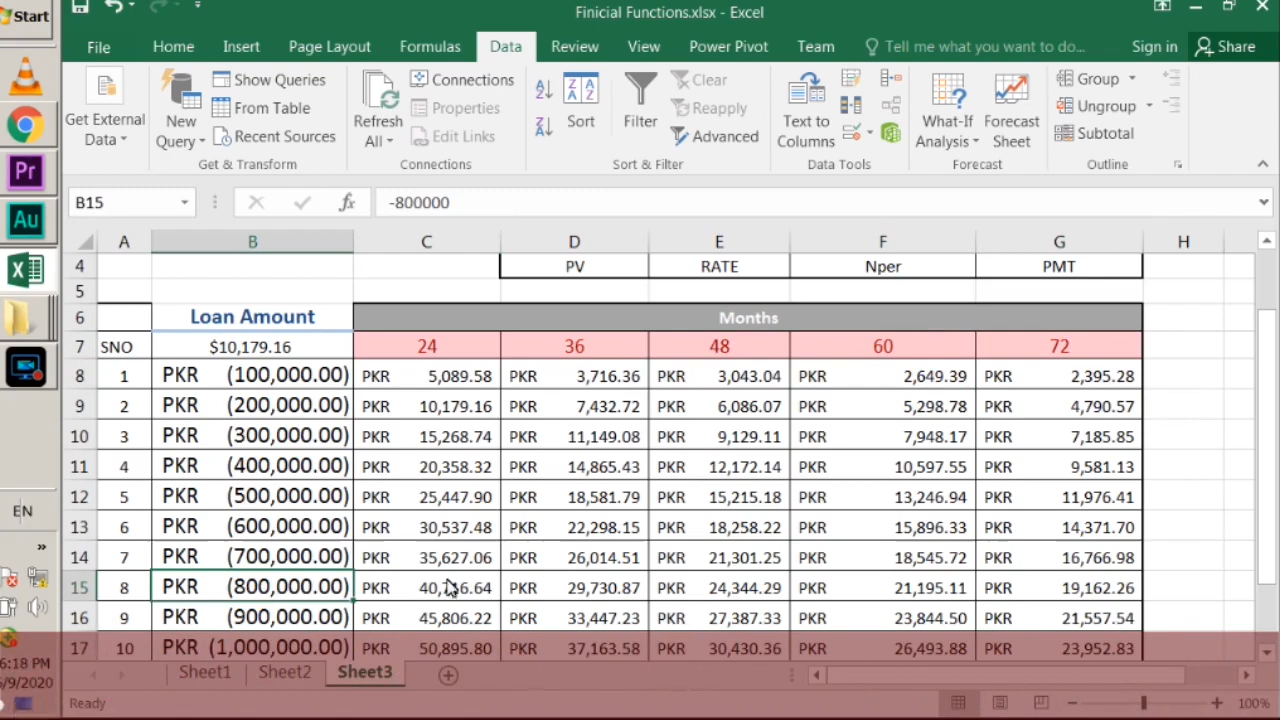 Start
Finicial Functions.xlsx - Excel
File Home Insert Page Layout Formulas Data Review View Power Pivot Team Tell me what you want to do... Sign in Share
Get External Data
New Query
Show Queries
From Table
Recent Sources
Get & Transform
Refresh All
Connections
Properties
Edit Links
Connections
Sort
Filter
Clear
Reapply
Advanced
Sort & Filter
Text to Columns
Data Tools
What-If Analysis
Forecast Sheet
Forecast
Group
Ungroup
Subtotal
Outline
Pr
Au
B15 fx -800000
A B C D E F G H
4 PV RATE Nper PMT
5
6 Loan Amount Months
7 SNO $10,179.16 24 36 48 60 72
8 1 PKR (100,000.00) PKR 5,089.58 PKR 3,716.36 PKR 3,043.04 PKR 2,649.39 PKR 2,395.28
9 2 PKR (200,000.00) PKR 10,179.16 PKR 7,432.72 PKR 6,086.07 PKR 5,298.78 PKR 4,790.57
10 3 PKR (300,000.00) PKR 15,268.74 PKR 11,149.08 PKR 9,129.11 PKR 7,948.17 PKR 7,185.85
11 4 PKR (400,000.00) PKR 20,358.32 PKR 14,865.43 PKR 12,172.14 PKR 10,597.55 PKR 9,581.13
12 5 PKR (500,000.00) PKR 25,447.90 PKR 18,581.79 PKR 15,215.18 PKR 13,246.94 PKR 11,976.41
13 6 PKR (600,000.00) PKR 30,537.48 PKR 22,298.15 PKR 18,258.22 PKR 15,896.33 PKR 14,371.70
14 7 PKR (700,000.00) PKR 35,627.06 PKR 26,014.51 PKR 21,301.25 PKR 18,545.72 PKR 16,766.98
15 8 PKR (800,000.00) PKR PKR 29,730.87 PKR 24,344.29 PKR 21,195.11 PKR 19,162.26
16 9 PKR (900,000.00) PKR 45,806.22 PKR 33,447.23 PKR 27,387.33 PKR 23,844.50 PKR 21,557.54
17 10 PKR (1,000,000.00) PKR 50,895.80 PKR 37,163.58 PKR 30,430.36 PKR 26,493.88 PKR 23,952.83
EN
Sheet1 Sheet2 Sheet3
6:18 PM
/9/2020
Ready 100%